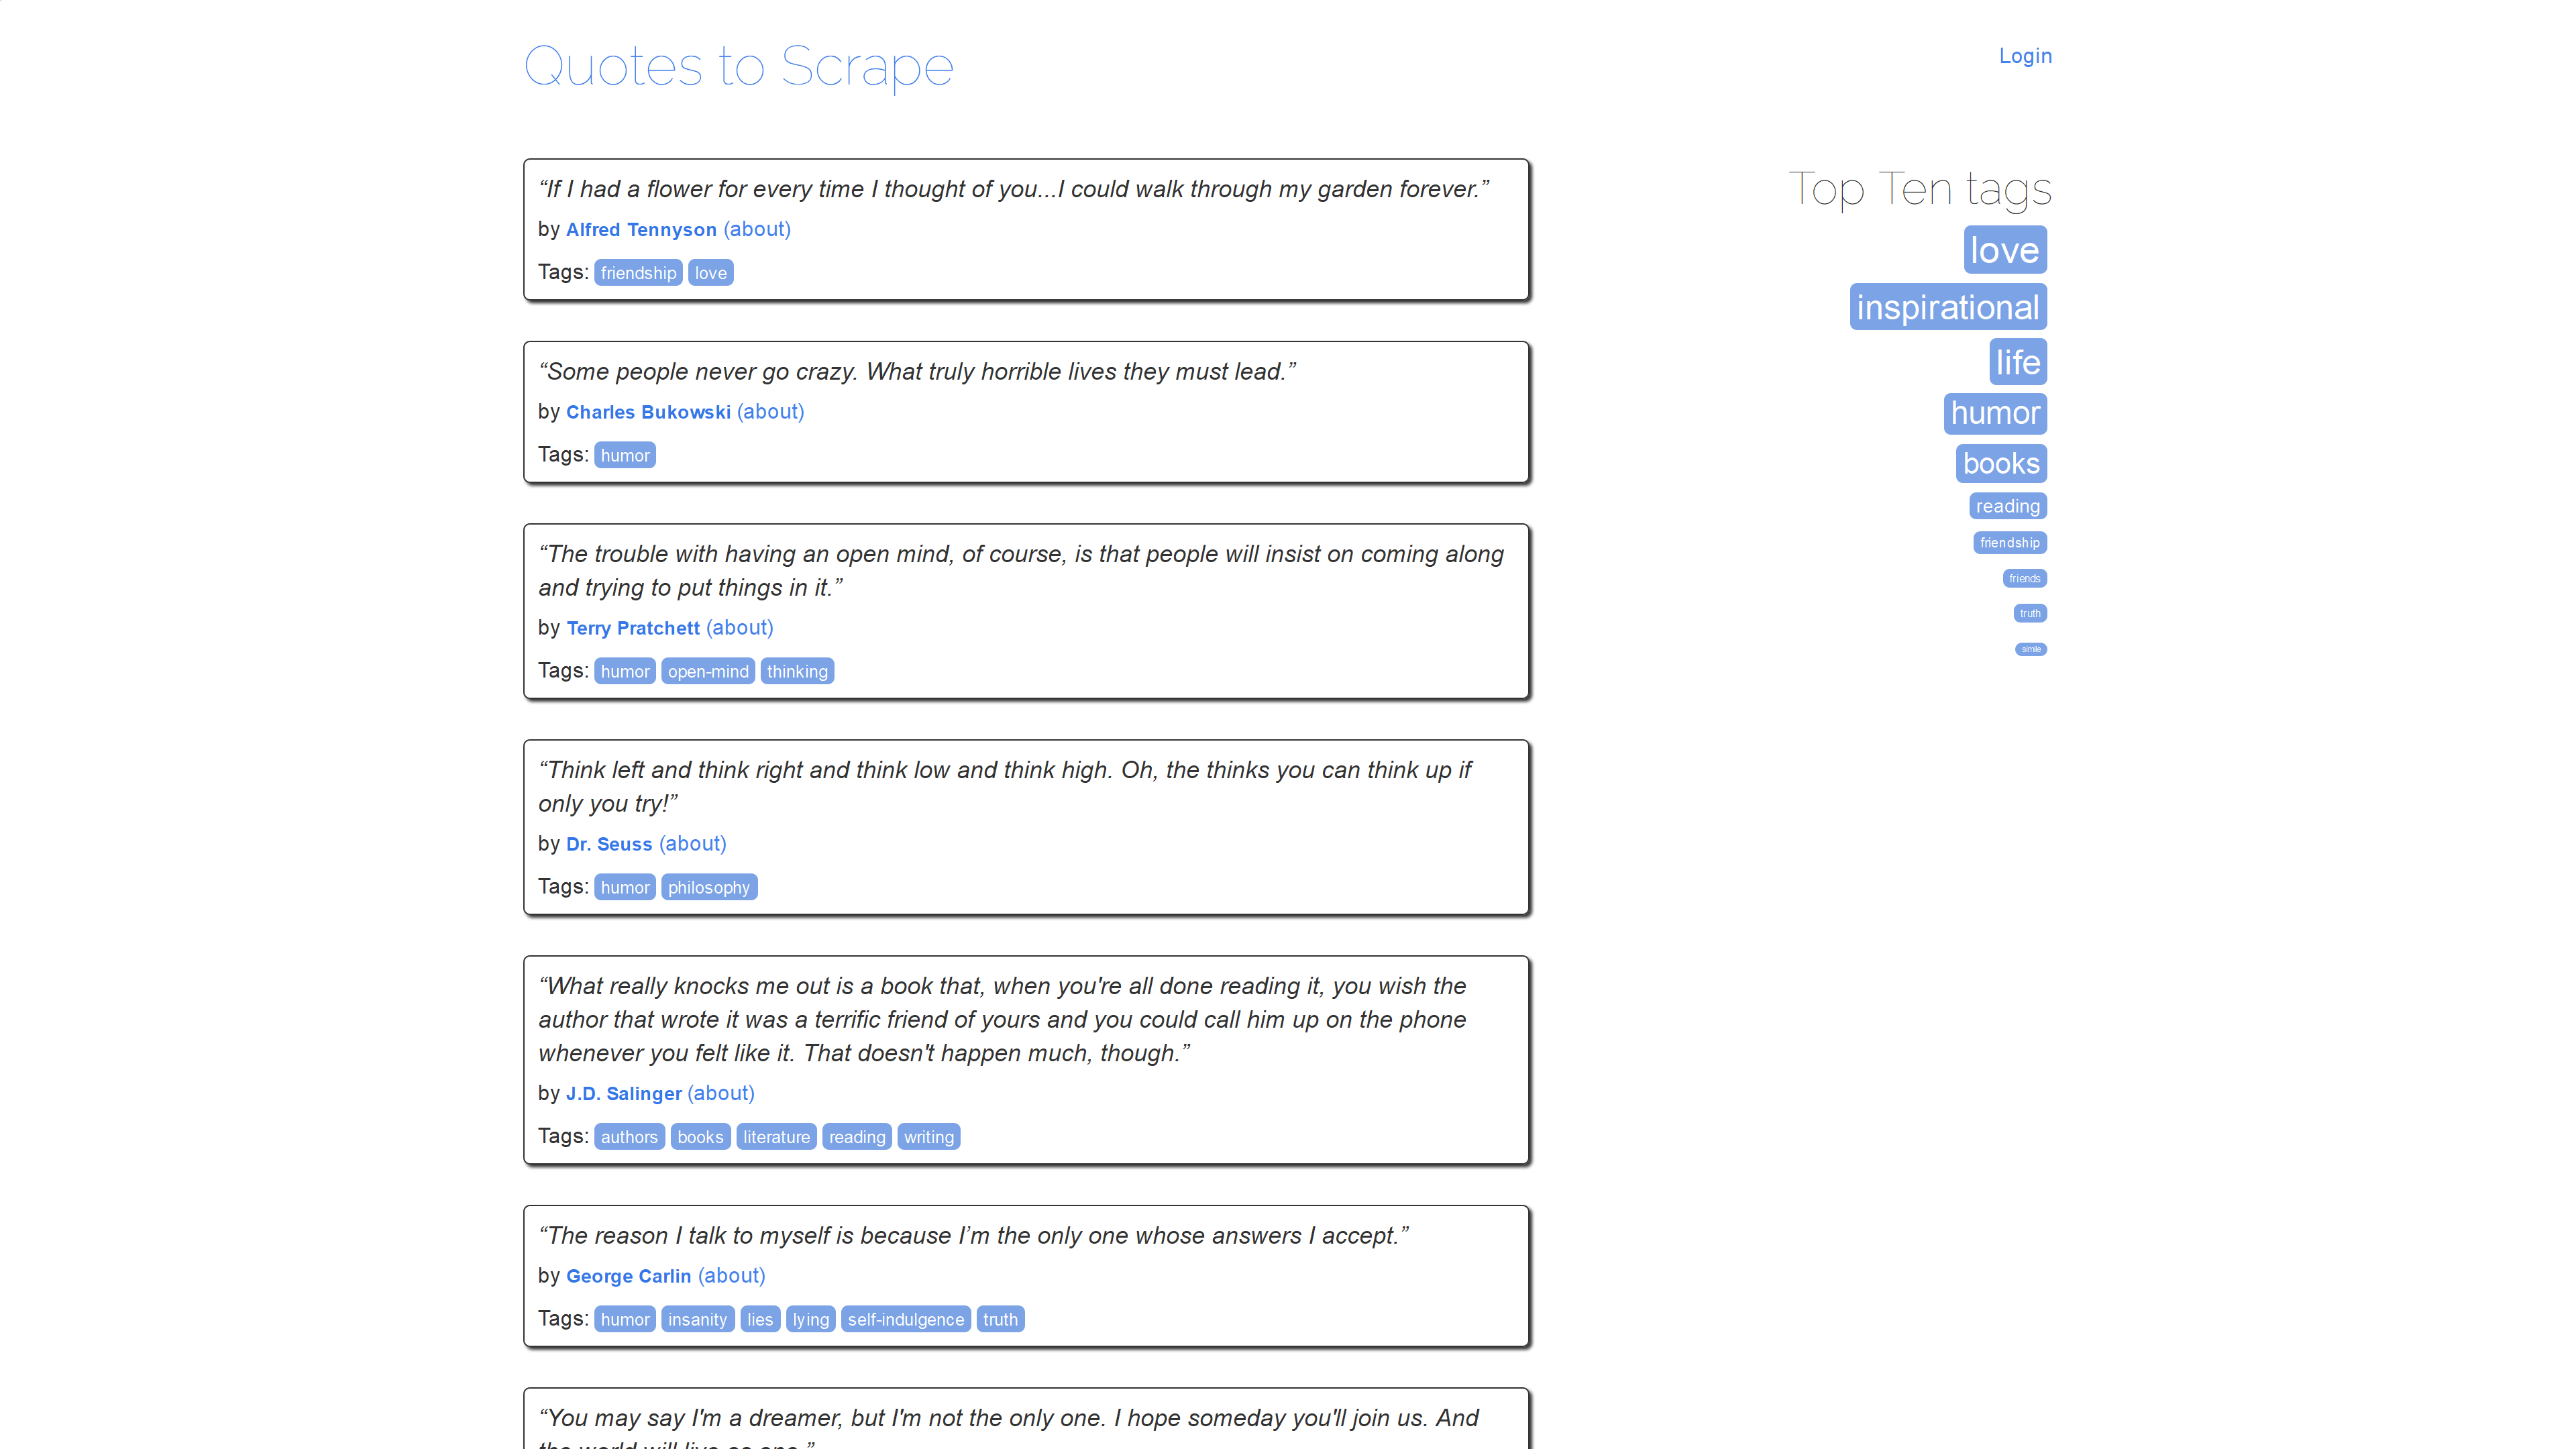 Quotes to Scrape
Login
“If I had a flower for every time I thought of you...I could walk through my garden forever.”
by Alfred Tennyson (about)
Tags: friendship love
“Some people never go crazy. What truly horrible lives they must lead.”
by Charles Bukowski (about)
Tags: humor
“The trouble with having an open mind, of course, is that people will insist on coming along
and trying to put things in it.”
by Terry Pratchett (about)
Tags: humor open-mind thinking
“Think left and think right and think low and think high. Oh, the thinks you can think up if
only you try!”
by Dr. Seuss (about)
Tags: humor philosophy
“What really knocks me out is a book that, when you're all done reading it, you wish the
author that wrote it was a terrific friend of yours and you could call him up on the phone
whenever you felt like it. That doesn't happen much, though.”
by J.D. Salinger (about)
Tags: authors books literature reading writing
“The reason I talk to myself is because I’m the only one whose answers I accept.”
by George Carlin (about)
Tags: humor insanity lies lying self-indulgence truth
“You may say I'm a dreamer, but I'm not the only one. I hope someday you'll join us. And
the world will live as one.”
Top Ten tags
love
inspirational
life
humor
books
reading
friendship
friends
truth
simile